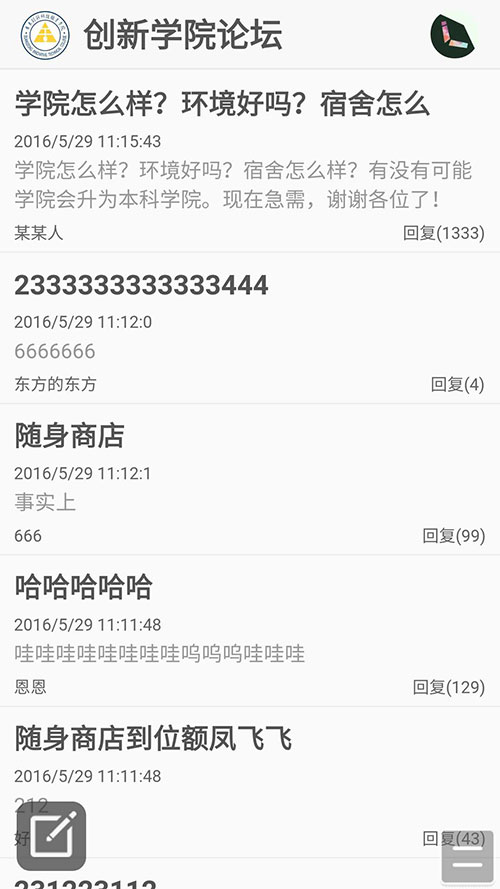 创新学院论坛
学院怎么样？环境好吗？宿舍怎么
2016/5/29 11:15:43
学院怎么样？环境好吗？宿舍怎么样？有没有可能
学院会升为本科学院。现在急需，谢谢各位了！
某某人 回复(1333)
2333333333333444
2016/5/29 11:12:0
6666666
东方的东方 回复(4)
随身商店
2016/5/29 11:12:1
事实上
666 回复(99)
哈哈哈哈哈
2016/5/29 11:11:48
哇哇哇哇哇哇哇哇呜呜呜哇哇哇
恩恩 回复(129)
随身商店到位额凤飞飞
2016/5/29 11:11:48
212
好 回复(43)
231223112